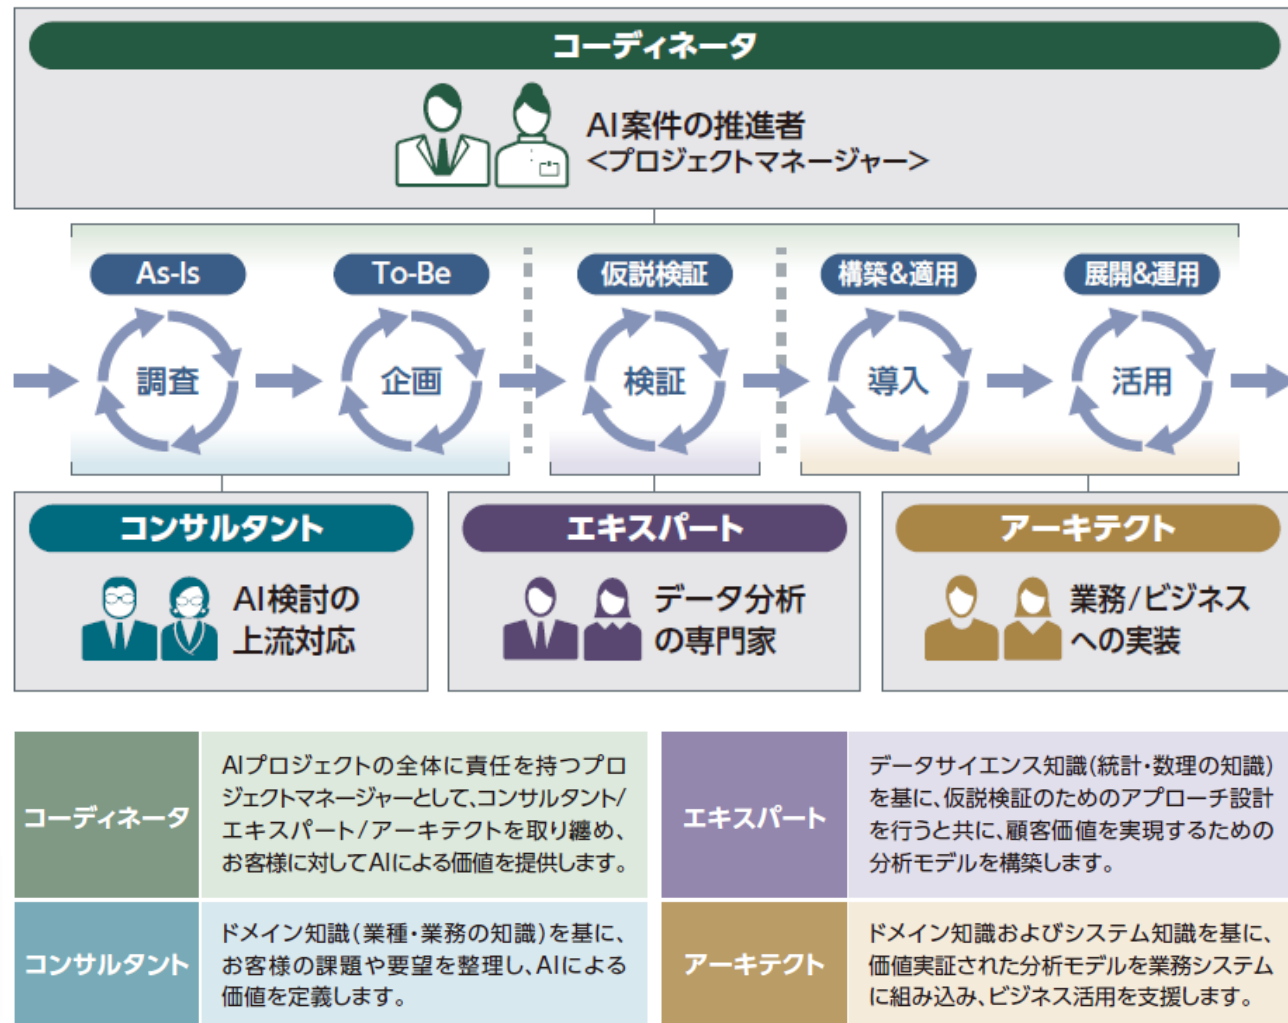 コーディネータ
AI案件の推進者
<プロジェクトマネージャー>
As-Is
To-Be
仮説検証
構築&適用
展開&運用
調査
企画
検証
導入
活用
コンサルタント
AI検討の
上流対応
エキスパート
データ分析
の専門家
アーキテクト
業務/ビジネス
への実装
コーディネータ
AIプロジェクトの全体に責任を持つプロ
ジェクトマネージャーとして、コンサルタント/
エキスパート/アーキテクトを取り纏め、
お客様に対してAIによる価値を提供します。
エキスパート
データサイエンス知識(統計・数理の知識)
を基に、仮説検証のためのアプローチ設計
を行うと共に、顧客価値を実現するための
分析モデルを構築します。
コンサルタント
ドメイン知識(業種・業務の知識)を基に、
お客様の課題や要望を整理し、AIによる
価値を定義します。
アーキテクト
ドメイン知識およびシステム知識を基に、
価値実証された分析モデルを業務システム
に組み込み、ビジネス活用を支援します。